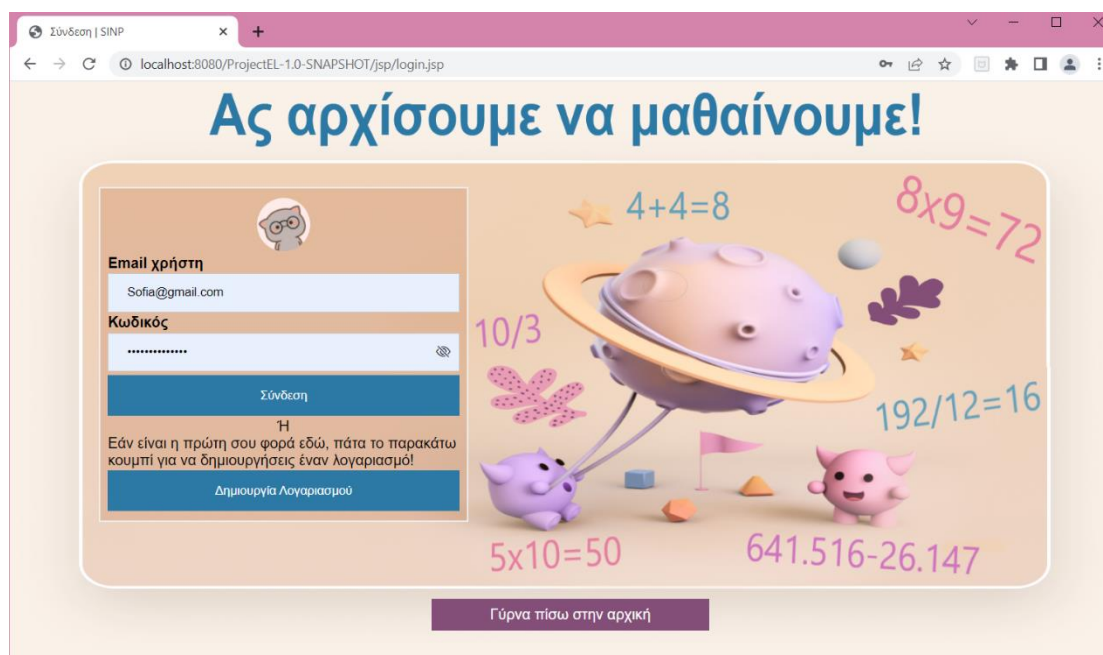 Σύνδεση | SINP
localhost:8080/ProjectEL-1.0-SNAPSHOT/jsp/login.jsp
Ας αρχίσουμε να μαθαίνουμε!
4+4=8
8x9=72
Email χρήστη
Sofia@gmail.com
Κωδικός
••••••••••••••
10/3
Σύνδεση
192/12=16
Ή
Εάν είναι η πρώτη σου φορά εδώ, πάτα το παρακάτω
κουμπί για να δημιουργήσεις έναν λογαριασμό!
Δημιουργία Λογαριασμού
5x10=50
641.516-26.147
Γύρνα πίσω στην αρχική